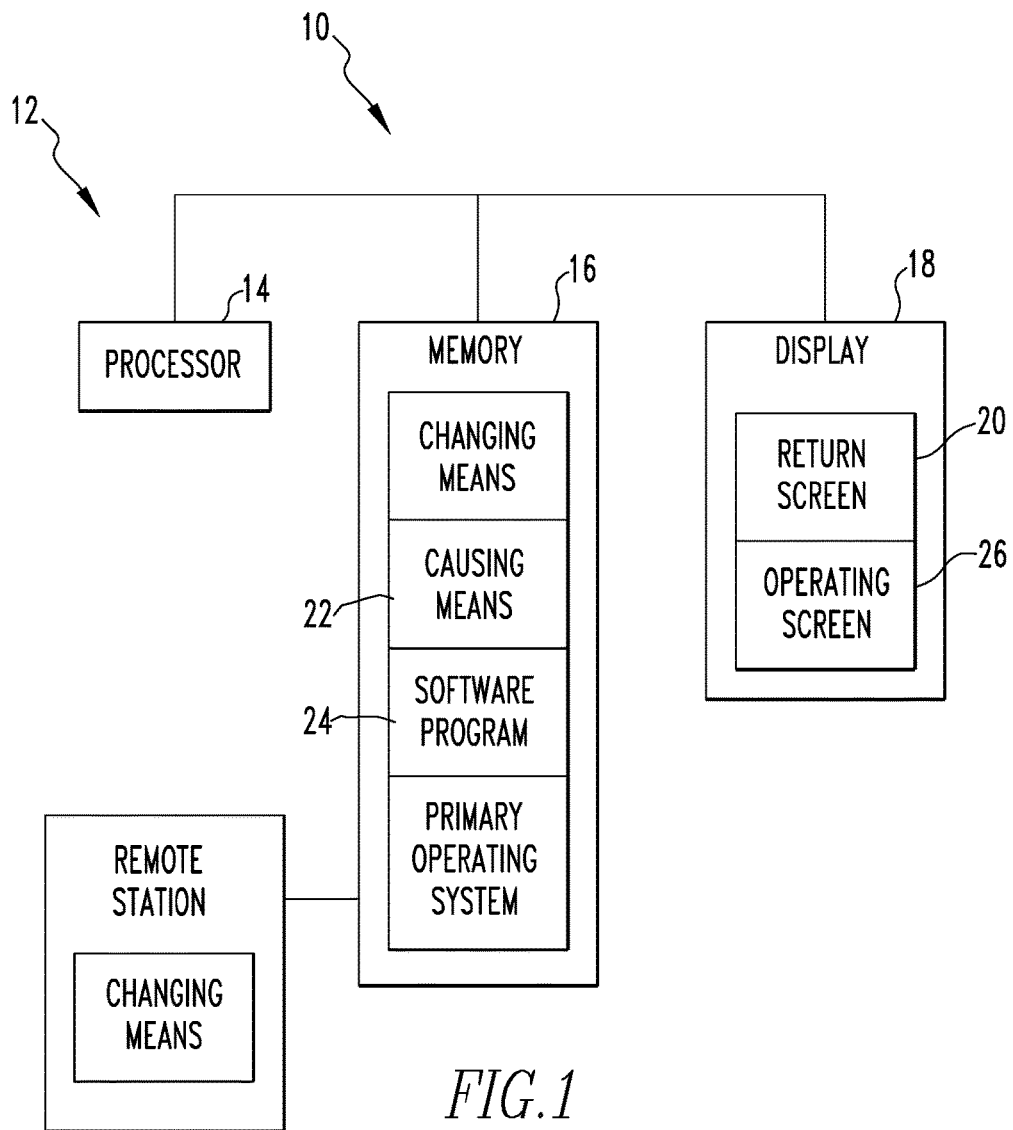 10
12
14
PROCESSOR
16
MEMORY
CHANGING
MEANS
22
CAUSING
MEANS
24
SOFTWARE
PROGRAM
PRIMARY
OPERATING
SYSTEM
18
DISPLAY
20
RETURN
SCREEN
26
OPERATING
SCREEN
REMOTE
STATION
CHANGING
MEANS
FIG.1